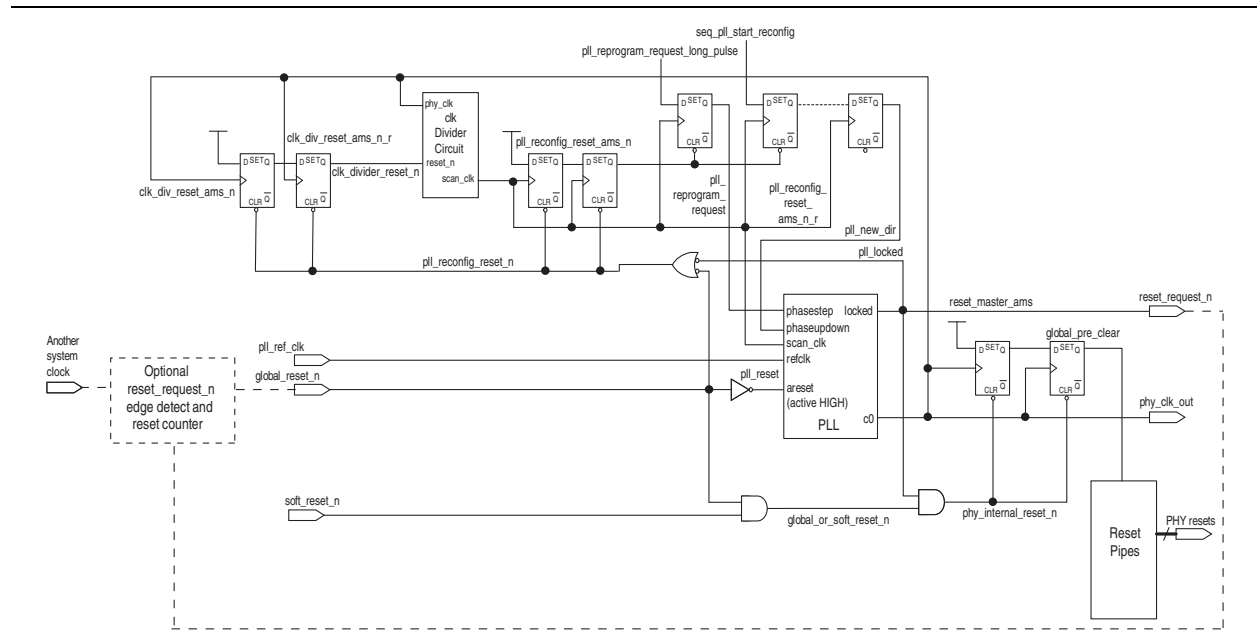 seq_pll_start_reconfig
pll_reprogram_request_long_pulse
phy_clk
clk
Divider
Circuit
reset_n
scan_clk
clk_div_reset_ams_n_r
clk_divider_reset_n
clk_div_reset_ams_n
D SET Q
CLR Q
D SET Q
CLR Q
pll_reconfig_reset_ams_n
D SET Q
CLR Q
D SET Q
CLR Q
D SET Q
CLR Q
D SET Q
CLR Q
D SET Q
CLR Q
pll_
reprogram_
request
pll_reconfig_
reset_
ams_n_r
pll_new_dir
pll_locked
pll_reconfig_reset_n
phasestep
locked
phaseupdown
scan_clk
refclk
areset
(active HIGH)
c0
PLL
reset_master_ams
reset_request_n
global_pre_clear
D SET Q
CLR Q
D SET Q
CLR Q
Another
system
clock
Optional
reset_request_n
edge detect and
reset counter
pll_ref_clk
global_reset_n
pll_reset
phy_clk_out
soft_reset_n
global_or_soft_reset_n
phy_internal_reset_n
Reset
Pipes
PHY resets